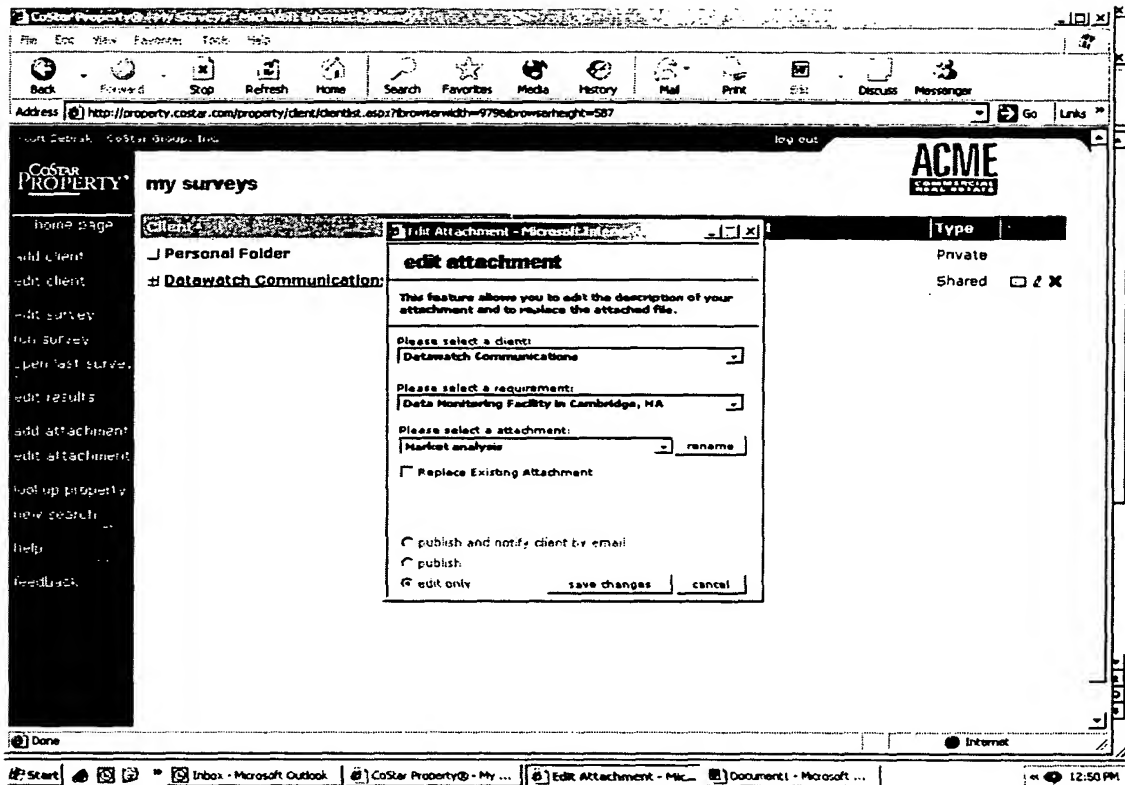 CoStar Property® (My Surveys) - Microsoft Internet
File Edit View Favorites Tools Help
Back Forward Stop Refresh Home Search Favorites Media History Mail Print Edit Discuss Messenger
Address http://property.costar.com/property/client/clientlist.aspx?browserwidth=979&browserheight=587 Go Links »
CoStar Group, Inc. log out
COSTAR PROPERTY®
my surveys
ACME
COMMERCIAL REAL ESTATE
home page
add client
edit client
edit survey
run survey
open last survey
edit results
add attachment
edit attachment
look up property
new search
help
feedback
Client Type
Personal Folder Private
Datawatch Communications Shared
Edit Attachment - Microsoft Inter
edit attachment
This feature allows you to edit the description of your
attachment and to replace the attached file.
Please select a client:
Datawatch Communications
Please select a requirement:
Data Monitoring Facility in Cambridge, MA
Please select a attachment:
Market analysis rename
Replace Existing Attachment
publish and notify client by email
publish
edit only save changes cancel
Done Internet
Start » Inbox - Microsoft Outlook CoStar Property® - My ... Edit Attachment - Mic... Document1 - Microsoft ... « 12:50 PM